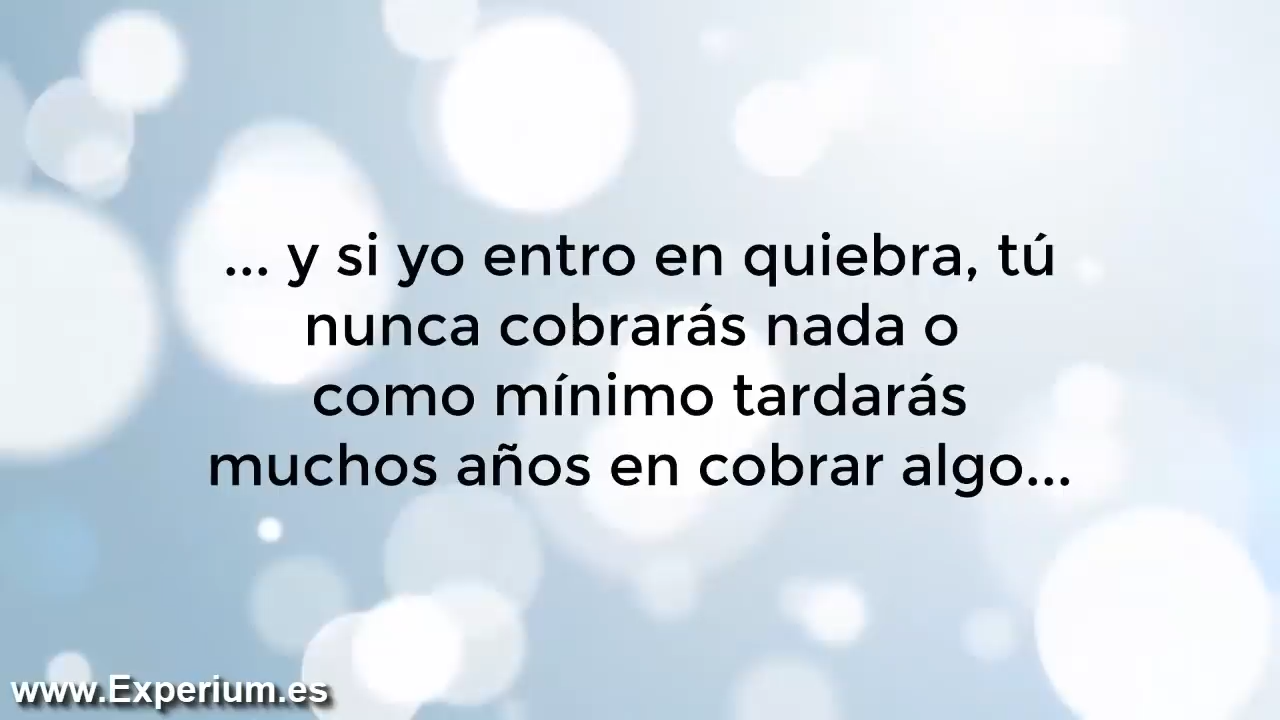 ... y si yo entro en quiebra, tú
nunca cobrarás nada o
como mínimo tardarás
muchos años en cobrar algo...
www.Experium.es